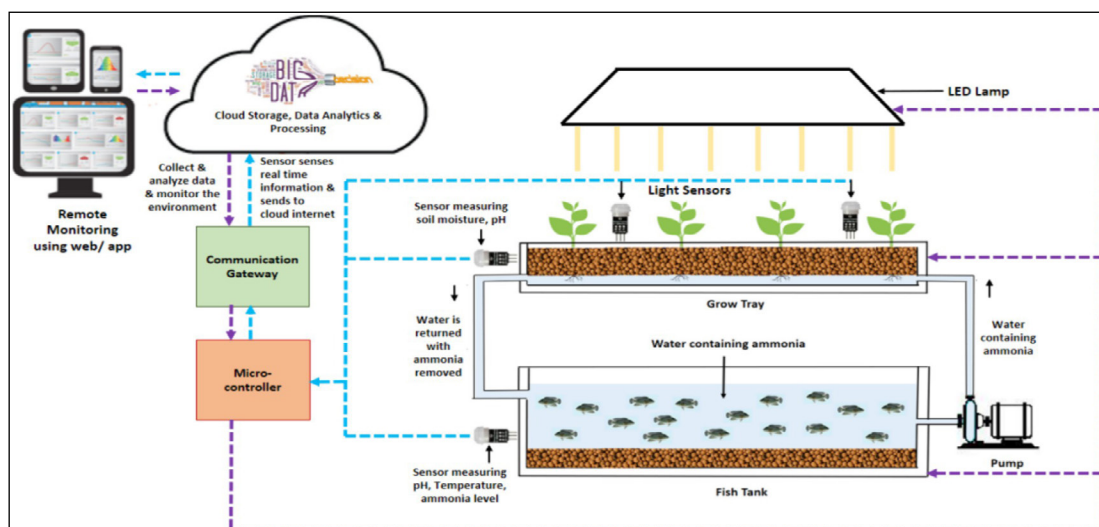 BIG
DAT
Cloud Storage, Data Analytics &
Processing
LED Lamp
Collect &
analyze data
& monitor the
environment
Sensor senses
real time
information &
sends to
cloud internet
Remote
Monitoring
using web/ app
Light Sensors
Sensor measuring
soil moisture, pH
Communication
Gateway
Grow Tray
Water is
returned
with
ammonia
removed
Water containing ammonia
Water
containing
ammonia
Micro-
controller
Sensor measuring
pH, Temperature,
ammonia level
Fish Tank
Pump